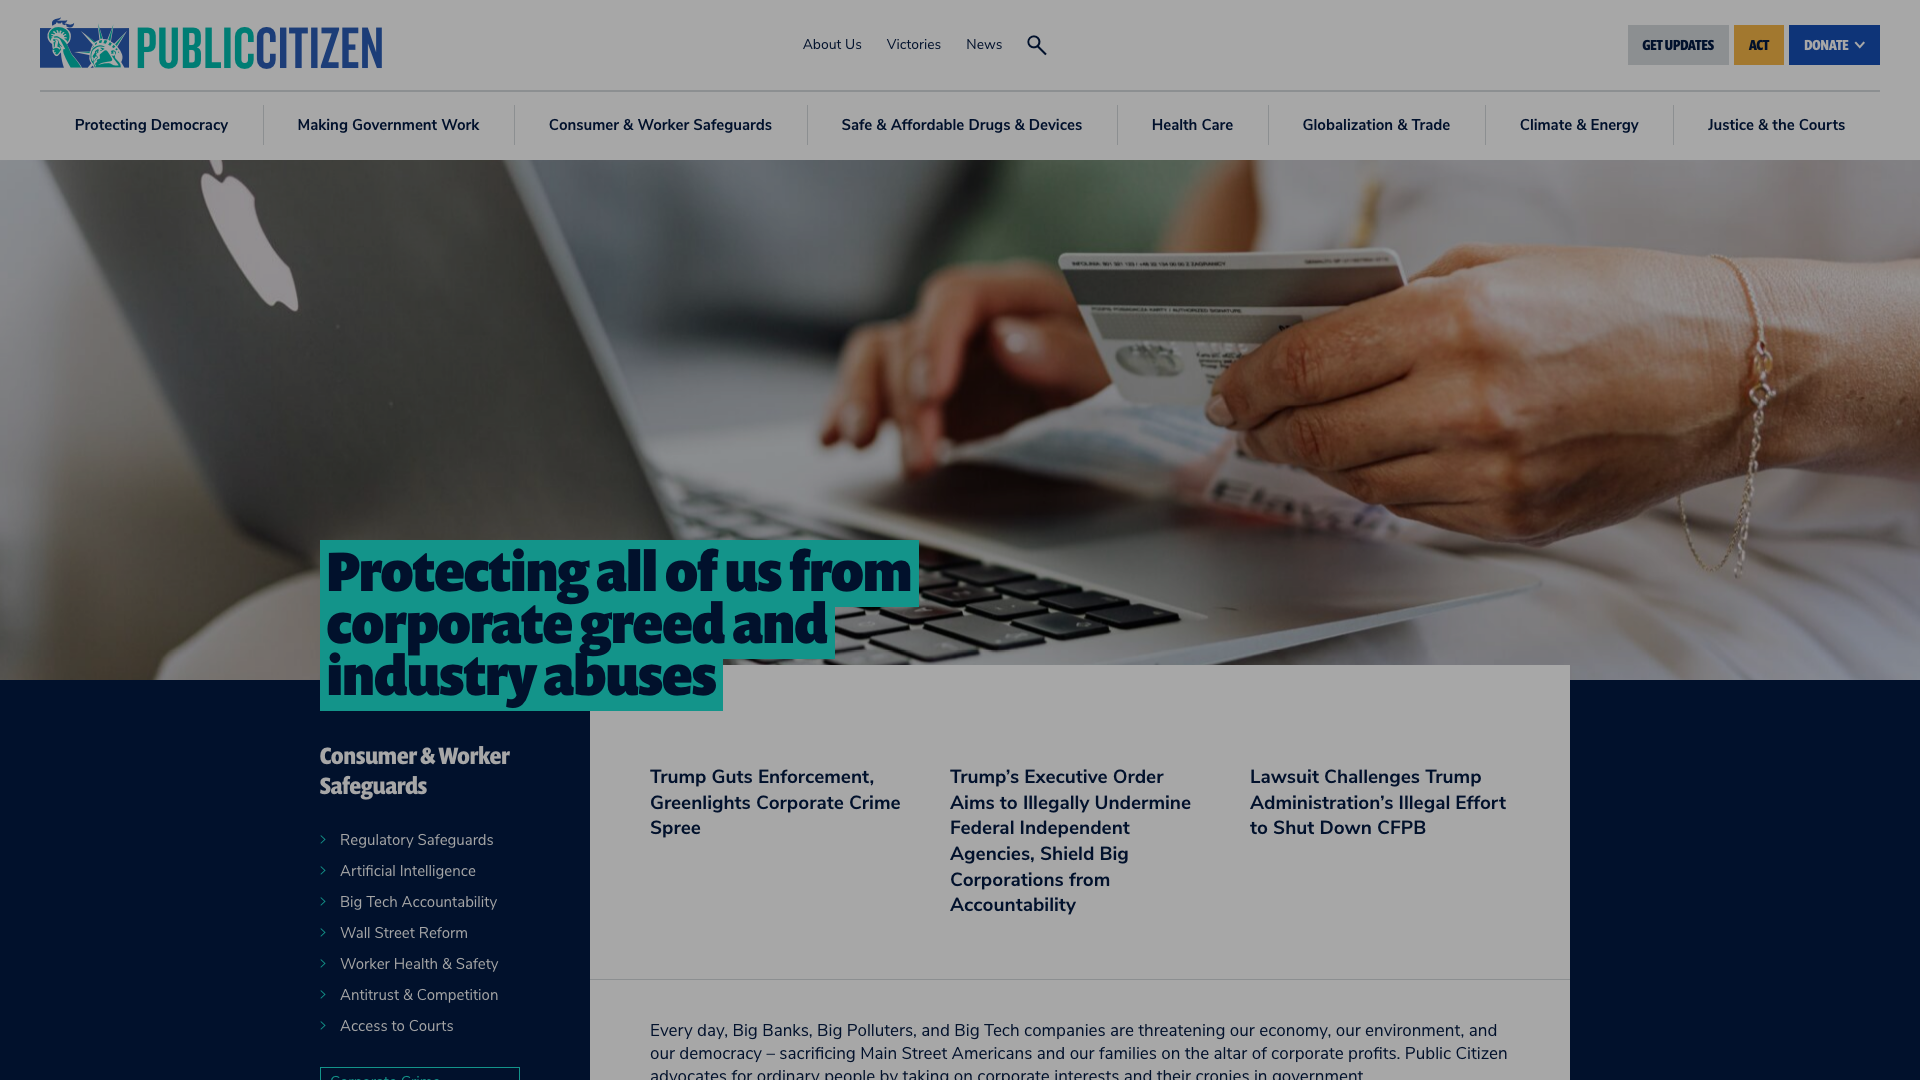 PUBLICCITIZEN
About Us
Victories
News
GET UPDATES
ACT
DONATE
Protecting Democracy
Making Government Work
Consumer & Worker Safeguards
Safe & Affordable Drugs & Devices
Health Care
Globalization & Trade
Climate & Energy
Justice & the Courts
Protecting all of us from
corporate greed and
industry abuses
Consumer & Worker
Safeguards
Regulatory Safeguards
Artificial Intelligence
Big Tech Accountability
Wall Street Reform
Worker Health & Safety
Antitrust & Competition
Access to Courts
Corporate Crime
Trump Guts Enforcement,
Greenlights Corporate Crime
Spree
Trump’s Executive Order
Aims to Illegally Undermine
Federal Independent
Agencies, Shield Big
Corporations from
Accountability
Lawsuit Challenges Trump
Administration’s Illegal Effort
to Shut Down CFPB
Every day, Big Banks, Big Polluters, and Big Tech companies are threatening our economy, our environment, and
our democracy – sacrificing Main Street Americans and our families on the altar of corporate profits. Public Citizen
advocates for ordinary people by taking on corporate interests and their cronies in government.